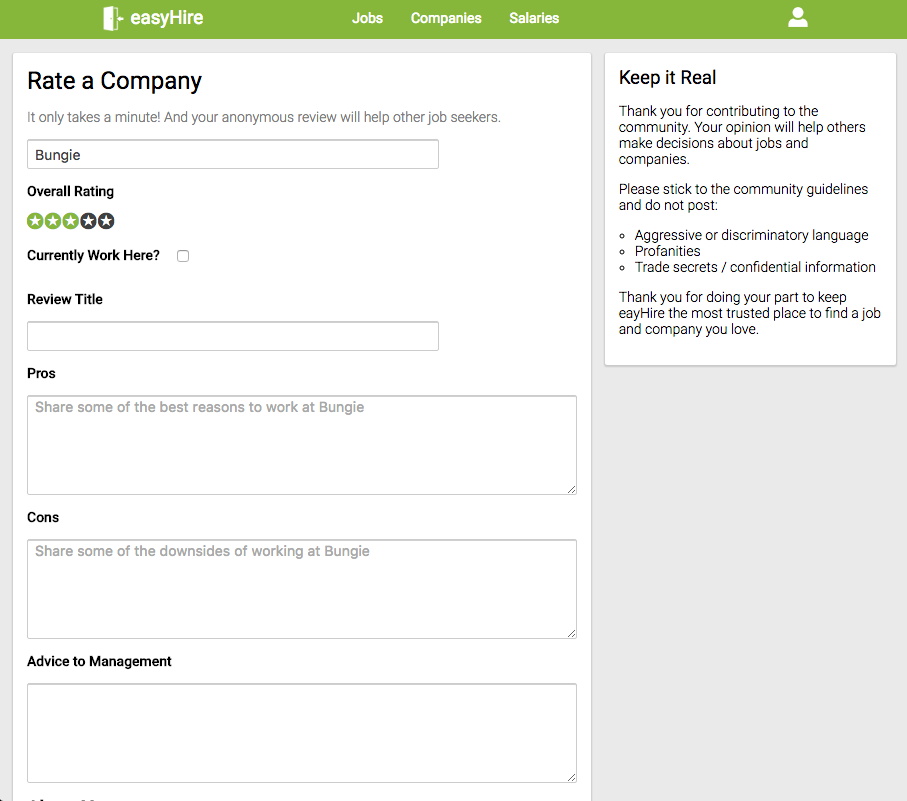 easyHire
Jobs
Companies
Salaries
Rate a Company
It only takes a minute! And your anonymous review will help other job seekers.
Bungie
Overall Rating
Currently Work Here?
Review Title
Pros
Share some of the best reasons to work at Bungie
Cons
Share some of the downsides of working at Bungie
Advice to Management
Keep it Real
Thank you for contributing to the
community. Your opinion will help others
make decisions about jobs and
companies.
Please stick to the community guidelines
and do not post:
Aggressive or discriminatory language
Profanities
Trade secrets / confidential information
Thank you for doing your part to keep
eayHire the most trusted place to find a job
and company you love.